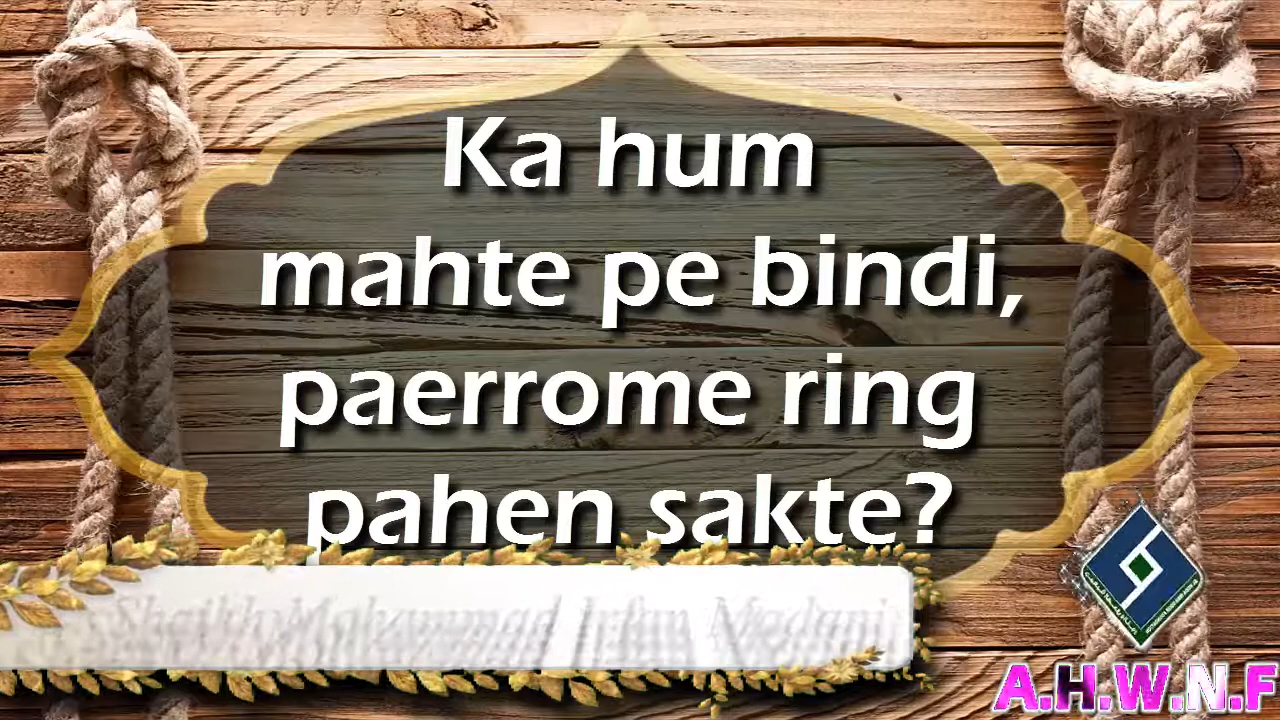 Ka hum
mahte pe bindi,
paerrome ring
pahen sakte?
A.H.W.N.F